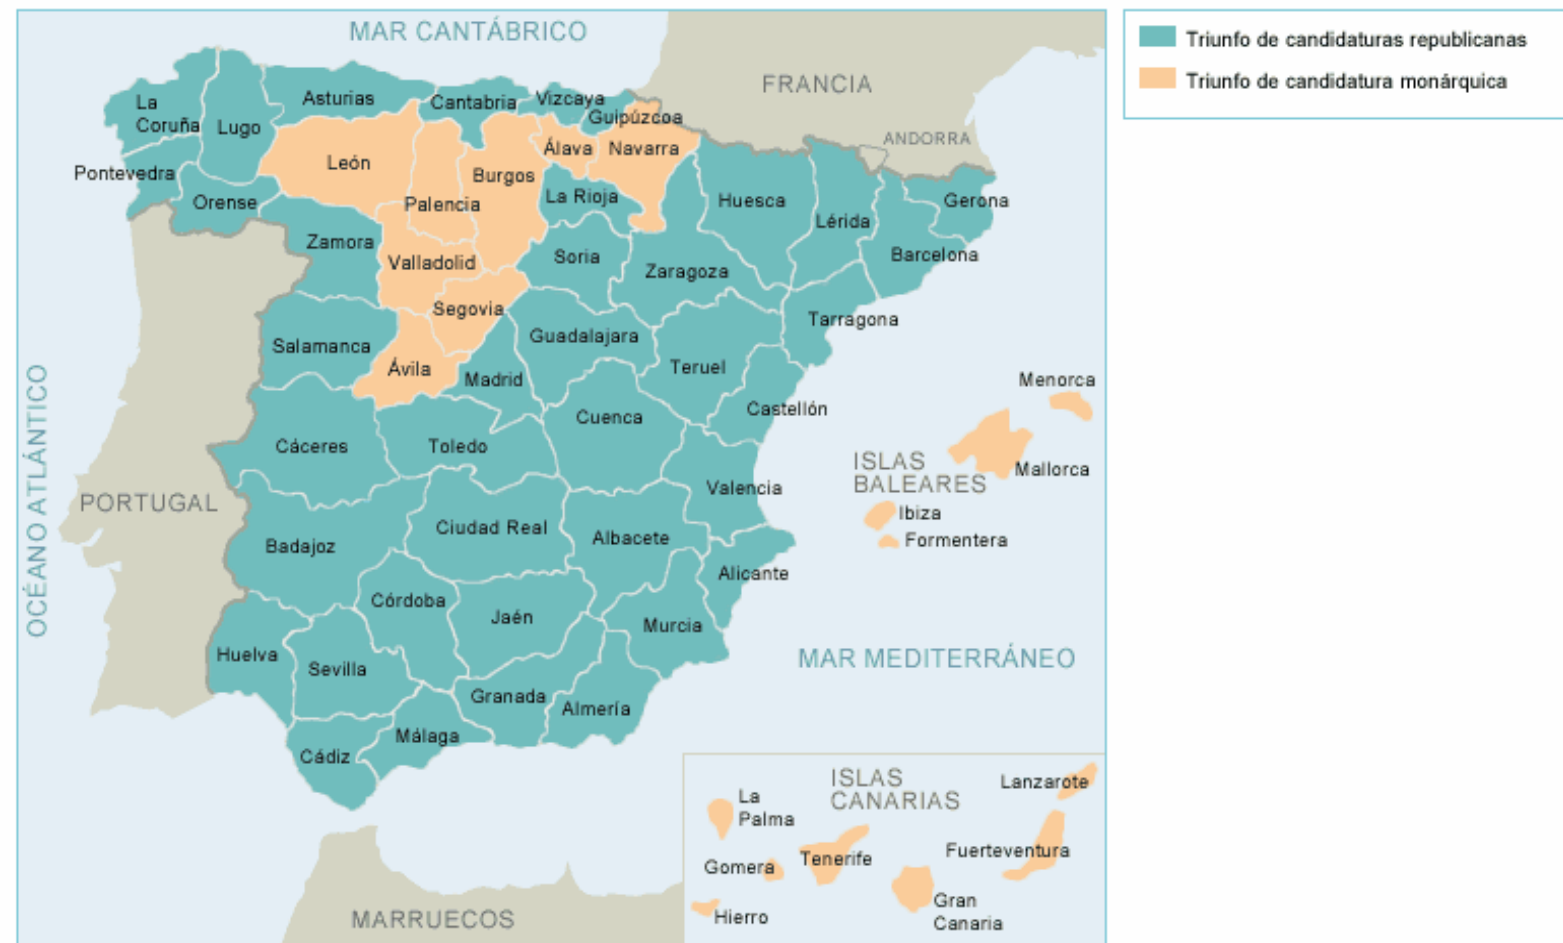 MAR CANTÁBRICO
Triunfo de candidaturas republicanas
Triunfo de candidatura monárquica
FRANCIA
ANDORRA
La
Coruña
Lugo
Asturias
Cantabria
Vizcaya
Guipúzcoa
Pontevedra
Orense
León
Palencia
Burgos
Álava
Navarra
La Rioja
Huesca
Lérida
Gerona
Barcelona
Zamora
Valladolid
Soria
Zaragoza
Segovia
Tarragona
Salamanca
Ávila
Madrid
Guadalajara
Teruel
Castellón
Menorca
Cuenca
Cáceres
Toledo
ISLAS
BALEARES
Mallorca
Ibiza
Formentera
OCÉANO ATLÁNTICO
PORTUGAL
Valencia
Badajoz
Ciudad Real
Albacete
Alicante
Córdoba
Jaén
Murcia
Huelva
Sevilla
Granada
Almería
MAR MEDITERRÁNEO
Cádiz
Málaga
ISLAS
CANARIAS
Lanzarote
La
Palma
Gomera
Tenerife
Fuerteventura
Hierro
Gran
Canaria
MARRUECOS